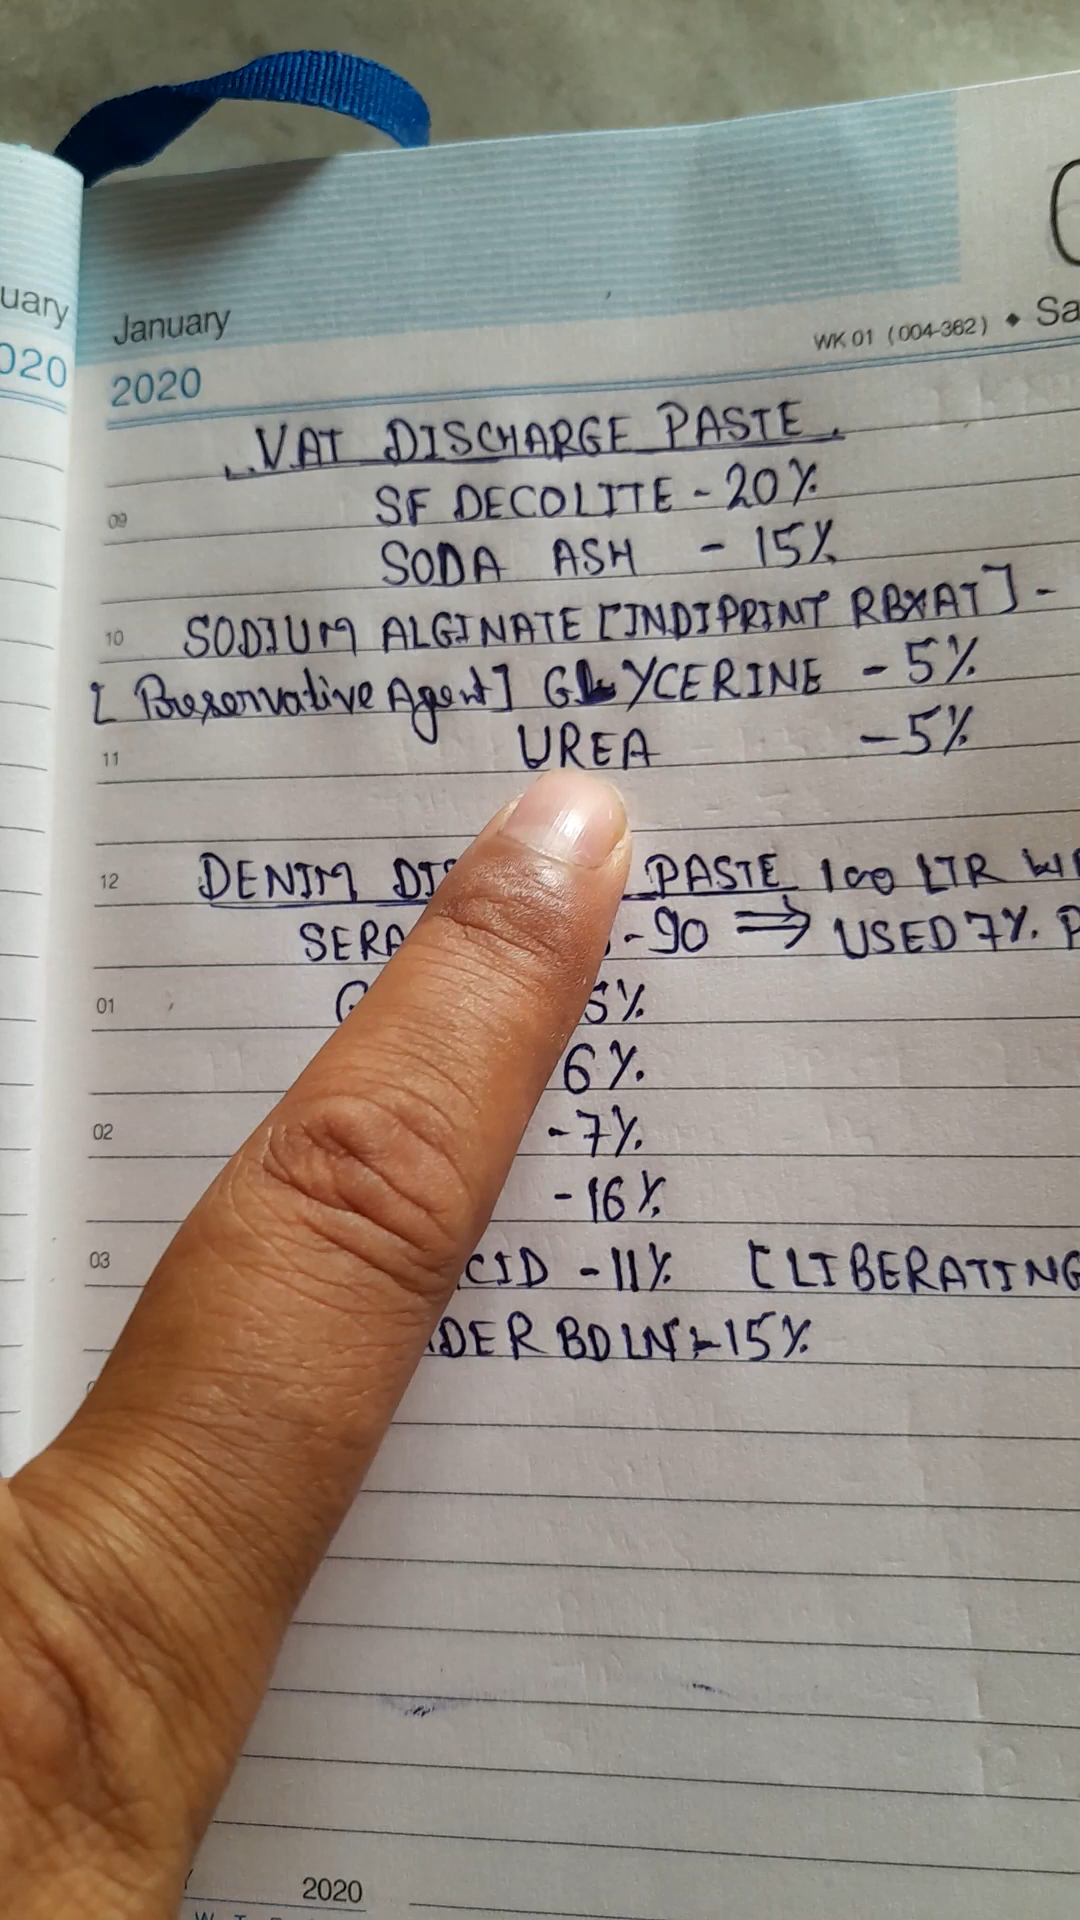 uary
020
January
2020
WK 01 (004-362) ◆ Sa
VAT DISCHARGE PASTE
09
SF DECOLITE - 20%
SODA ASH - 15%
10
SODIUM ALGINATE [INDIPRINT RBXAT] -
[Preservative Agent] GLYCERINE - 5%
11
UREA - 5%
12
DENIM DIS PASTE 100 LTR
SERA -90 ⇒ USED 7%. P
01
G 5%
6%
02
-7%
-16%
03
CID -11% [LIBERATING
DER BDLN - 15%
2020
W T